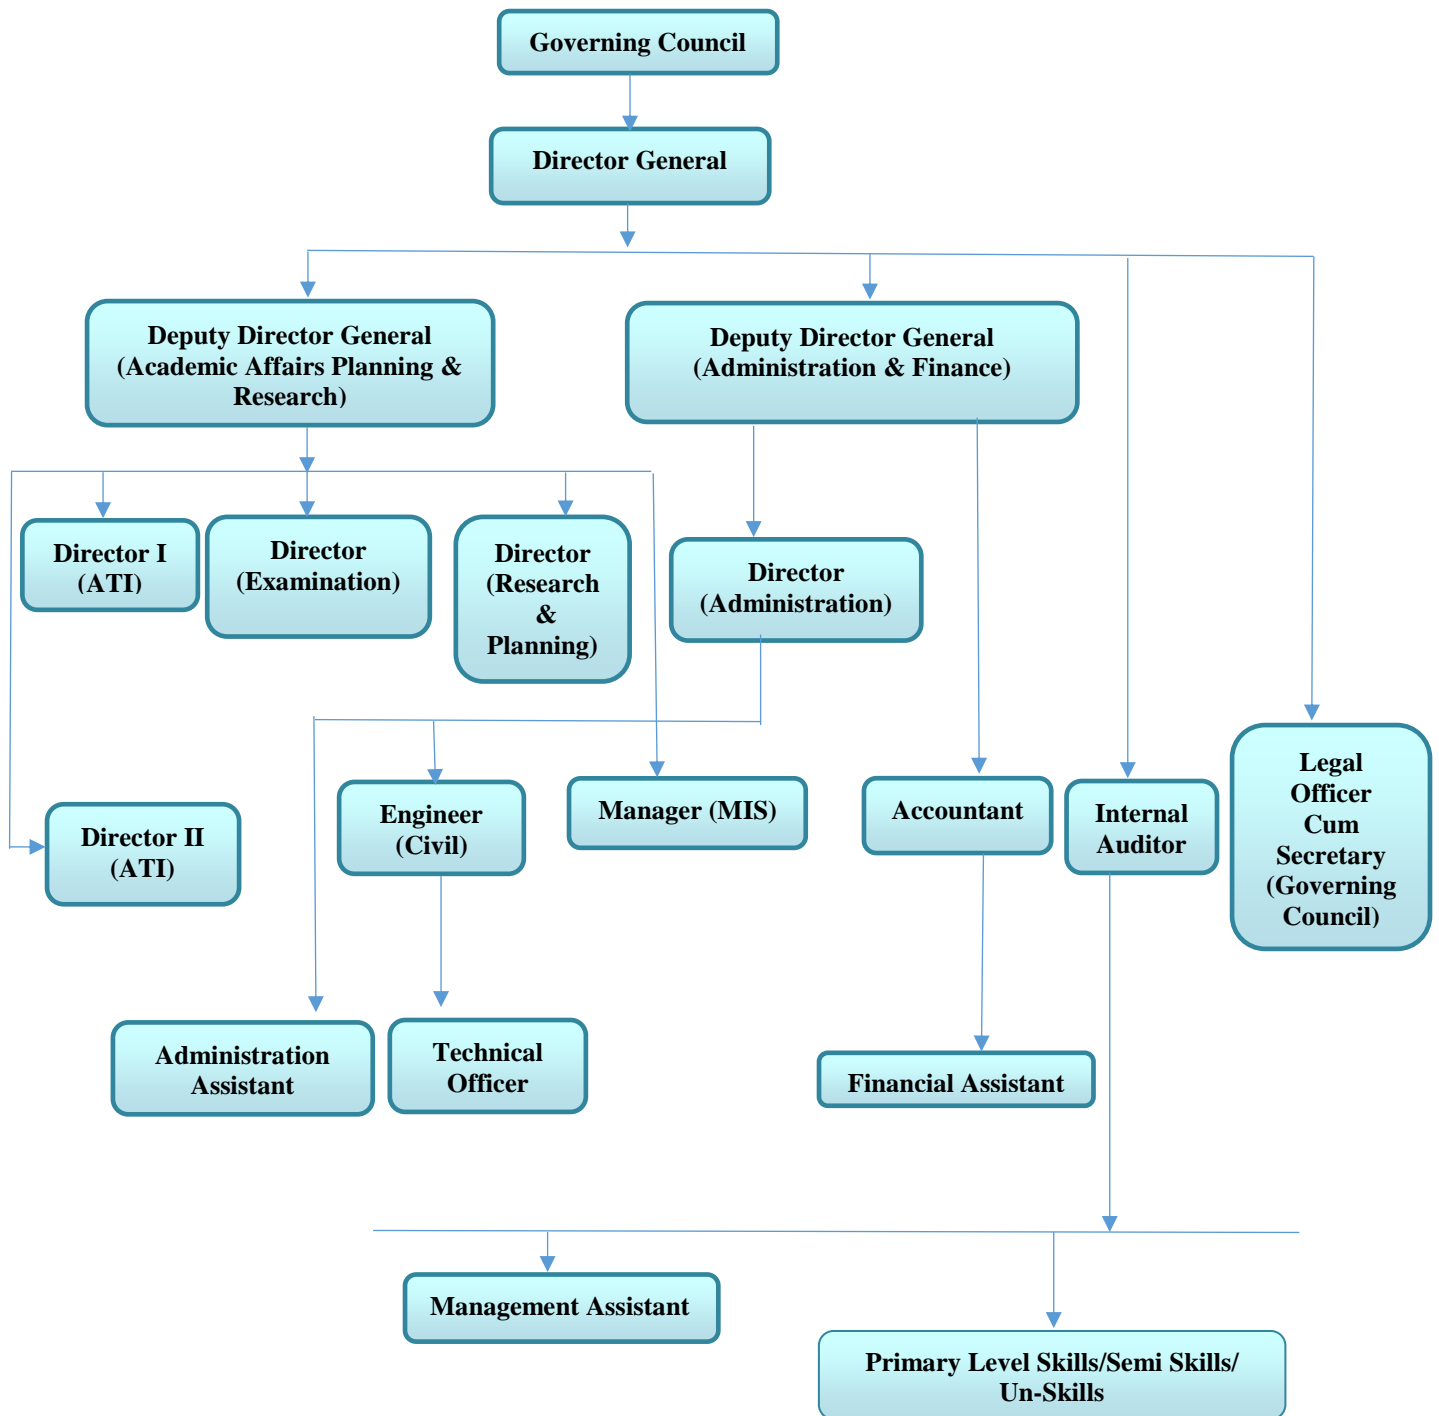 Governing Council
Director General
Deputy Director General
(Academic Affairs Planning &
Research)
Deputy Director General
(Administration & Finance)
Director I
(ATI)
Director
(Examination)
Director
(Research
&
Planning)
Director
(Administration)
Director II
(ATI)
Engineer
(Civil)
Manager (MIS)
Accountant
Internal
Auditor
Legal
Officer
Cum
Secretary
(Governing
Council)
Administration
Assistant
Technical
Officer
Financial Assistant
Management Assistant
Primary Level Skills/Semi Skills/
Un-Skills